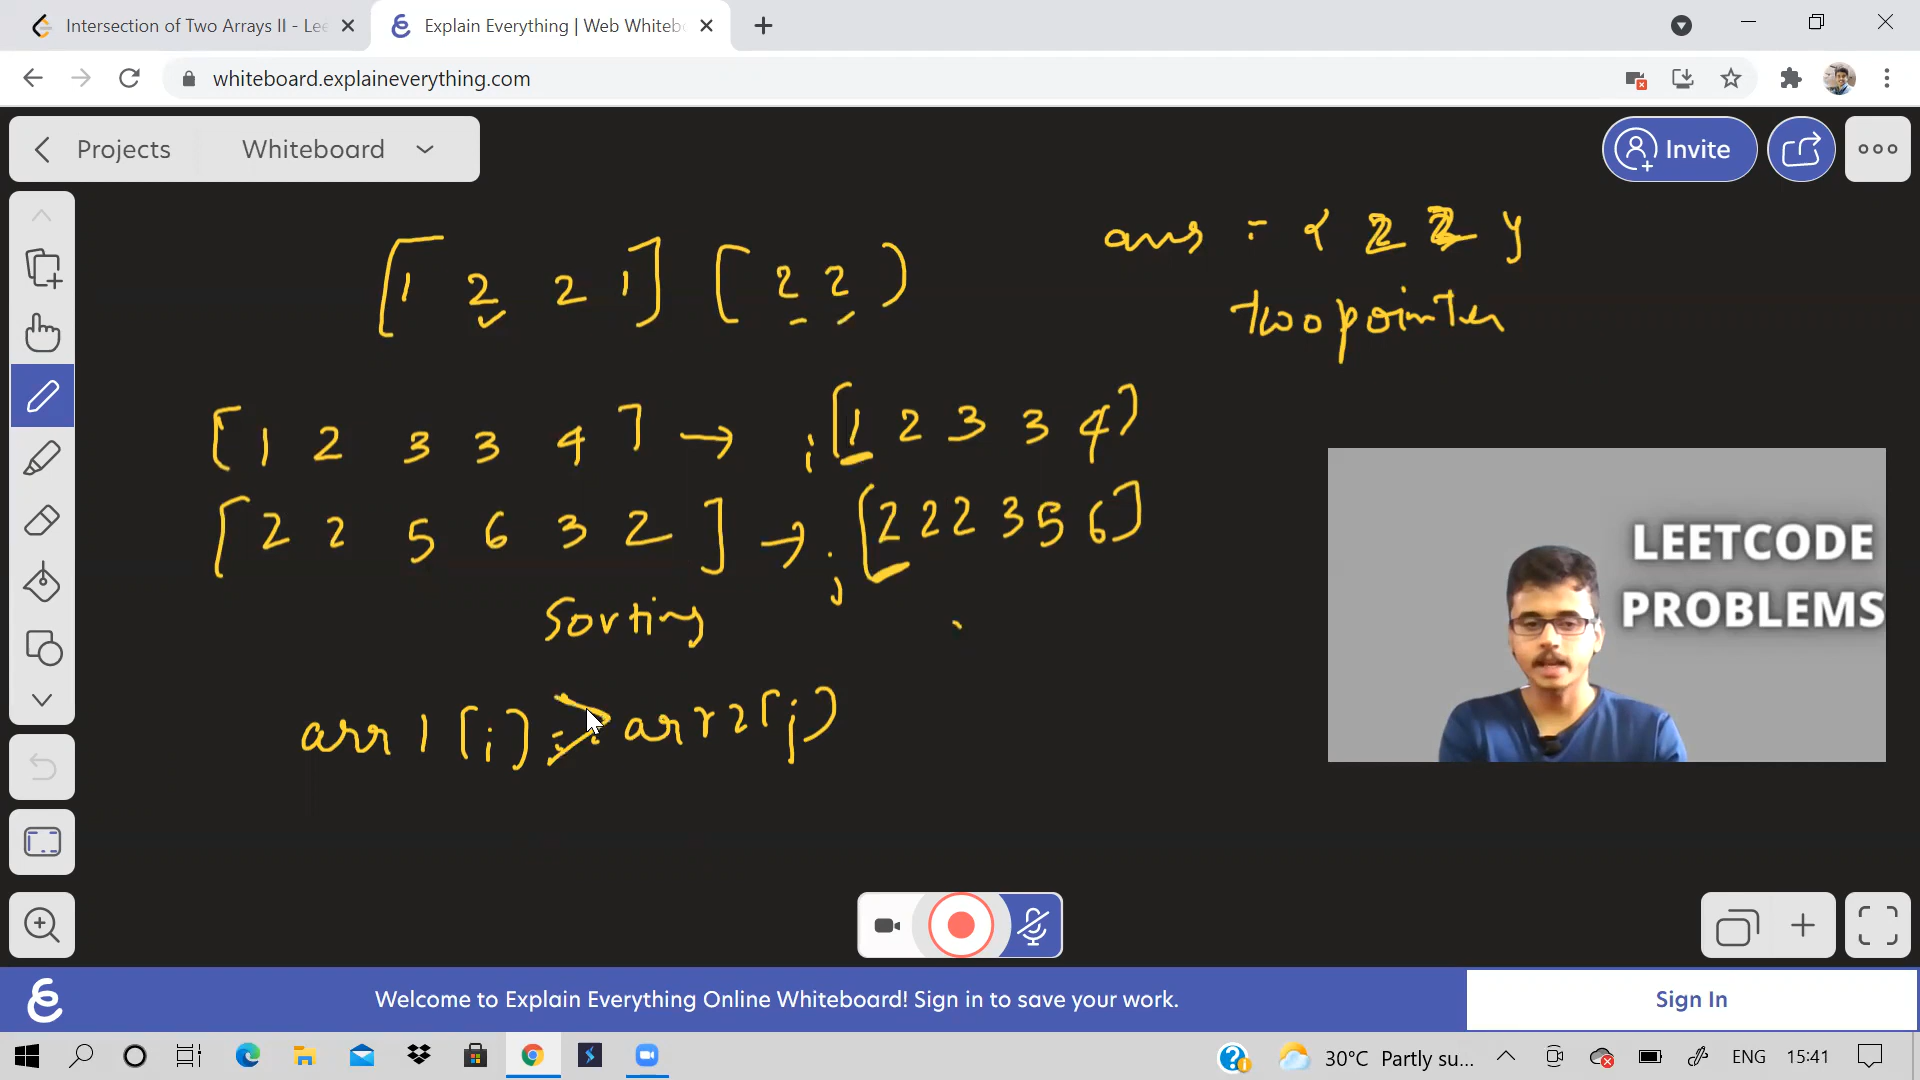 Intersection of Two Arrays II - Lee
Explain Everything | Web Whiteb
whiteboard.explaineverything.com
Projects
Whiteboard
Invite
ans = { 2 2 }
two pointer
[1 2 2 1] [2 2)
[1 2 3 3 4] → i [1 2 3 3 4)
[2 2 5 6 3 2] → j [2 2 2 3 5 6]
Sorting
arr1[i) > arr2[j)
LEETCODE
PROBLEMS
Welcome to Explain Everything Online Whiteboard! Sign in to save your work.
Sign In
30°C Partly su...
ENG
15:41